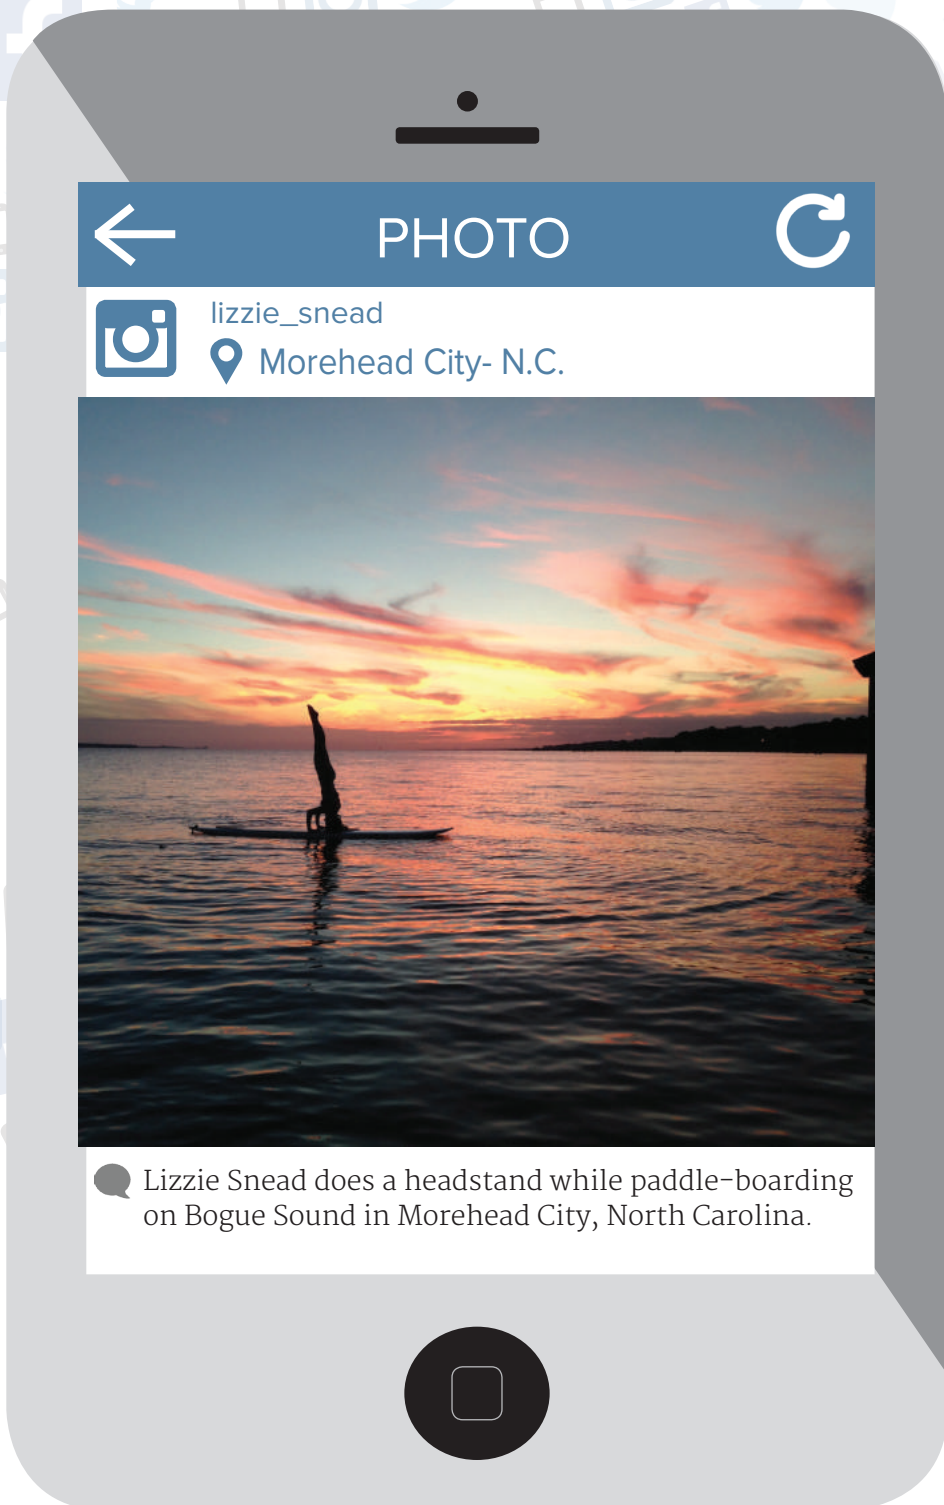 PHOTO
lizzie_snead
Morehead City- N.C.
Lizzie Snead does a headstand while paddle-boarding
on Bogue Sound in Morehead City, North Carolina.